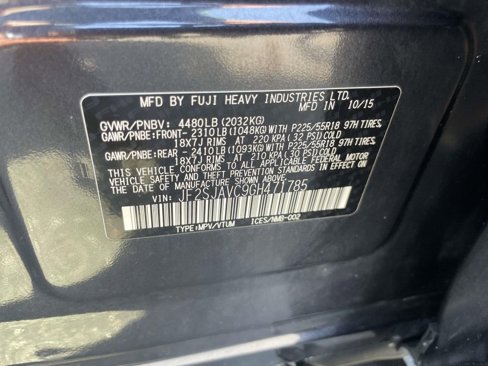 MFD BY FUJI HEAVY INDUSTRIES LTD.
MFD IN 10/15
GVWR/PNBV: 4480LB(2032KG)
GAWR/PNBE:FRONT- 2310LB(1048KG)WITH P225/55R18 97H TIRES,
18X7J RIMS AT 220 KPA( 32 PSI)COLD
GAWR/PNBE:REAR - 2410LB(1093KG)WITH P225/55R18 97H TIRES,
18X7J RIMS AT 210 KPA( 30 PSI)COLD
THIS VEHICLE CONFORMS TO ALL APPLICABLE U.S. FEDERAL MOTOR
VEHICLE SAFETY STANDARDS IN EFFECT ON
THE DATE OF MANUFACTURE SHOWN ABOVE.
VIN: JF2SJAVC9GH471785
TYPE:MPV/VTUM ICES/NMB-002